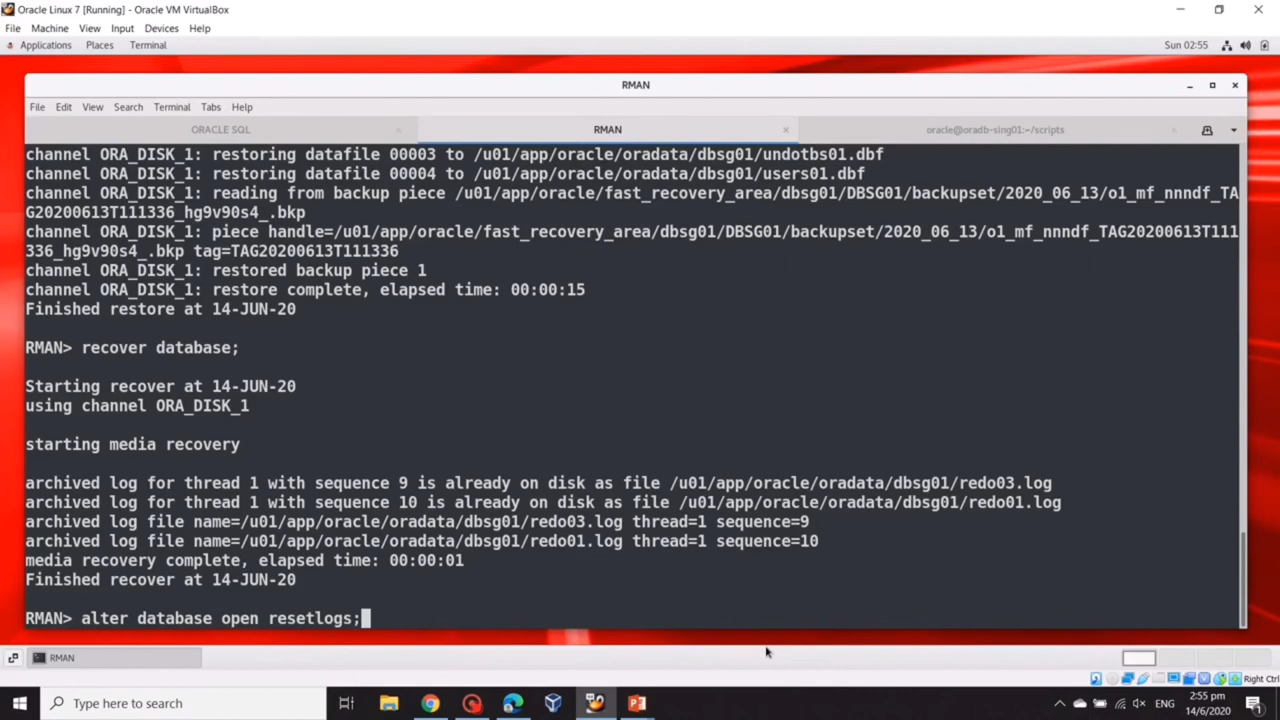 Oracle Linux 7 [Running] - Oracle VM VirtualBox
File Machine View Input Devices Help
Applications Places Terminal Sun 02:55
RMAN
File Edit View Search Terminal Tabs Help
ORACLE SQL RMAN oracle@oradb-sing01:~/scripts
channel ORA_DISK_1: restoring datafile 00003 to /u01/app/oracle/oradata/dbsg01/undotbs01.dbf
channel ORA_DISK_1: restoring datafile 00004 to /u01/app/oracle/oradata/dbsg01/users01.dbf
channel ORA_DISK_1: reading from backup piece /u01/app/oracle/fast_recovery_area/dbsg01/DBSG01/backupset/2020_06_13/o1_mf_nnndf_TA
G20200613T111336_hg9v90s4_.bkp
channel ORA_DISK_1: piece handle=/u01/app/oracle/fast_recovery_area/dbsg01/DBSG01/backupset/2020_06_13/o1_mf_nnndf_TAG20200613T111
336_hg9v90s4_.bkp tag=TAG20200613T111336
channel ORA_DISK_1: restored backup piece 1
channel ORA_DISK_1: restore complete, elapsed time: 00:00:15
Finished restore at 14-JUN-20
RMAN> recover database;
Starting recover at 14-JUN-20
using channel ORA_DISK_1
starting media recovery
archived log for thread 1 with sequence 9 is already on disk as file /u01/app/oracle/oradata/dbsg01/redo03.log
archived log for thread 1 with sequence 10 is already on disk as file /u01/app/oracle/oradata/dbsg01/redo01.log
archived log file name=/u01/app/oracle/oradata/dbsg01/redo03.log thread=1 sequence=9
archived log file name=/u01/app/oracle/oradata/dbsg01/redo01.log thread=1 sequence=10
media recovery complete, elapsed time: 00:00:01
Finished recover at 14-JUN-20
RMAN> alter database open resetlogs;
RMAN
Right Ctrl
Type here to search
ENG
2:55 pm
14/6/2020
1